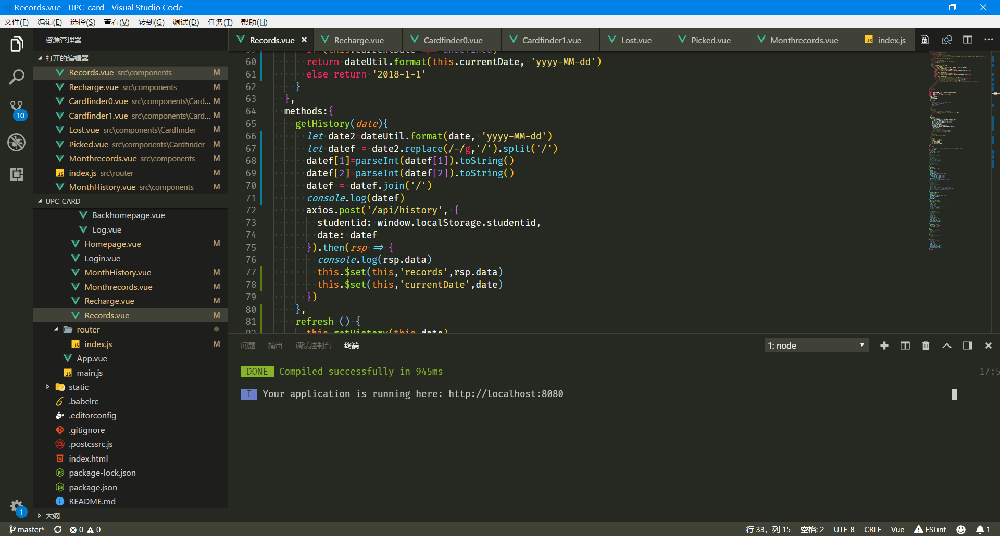 Records.vue - UPC_card - Visual Studio Code
文件(F) 编辑(E) 选择(S) 查看(V) 转到(G) 调试(D) 任务(T) 帮助(H)
资源管理器
打开的编辑器
Records.vue src\components M
Recharge.vue src\components M
Cardfinder0.vue src\components\Card... M
Cardfinder1.vue src\components\Card... M
Lost.vue src\components\Cardfinder M
Picked.vue src\components\Cardfinder M
Monthrecords.vue src\components M
index.js src\router M
MonthHistory.vue src\components M
UPC_CARD
Backhomepage.vue
Log.vue
Homepage.vue M
Login.vue
MonthHistory.vue M
Monthrecords.vue M
Recharge.vue M
Records.vue M
router
index.js M
App.vue
main.js
static
.babelrc
.editorconfig
.gitignore
.postcssrc.js
index.html
package-lock.json
package.json
README.md
大纲
10
1
Records.vue Recharge.vue Cardfinder0.vue Cardfinder1.vue Lost.vue Picked.vue Monthrecords.vue index.js
60 return dateUtil.format(this.currentDate, 'yyyy-MM-dd')
61 else return '2018-1-1'
62 }
63 },
64 methods:{
65 getHistory(date){
66 let date2=dateUtil.format(date, 'yyyy-MM-dd')
67 let datef = date2.replace(/-/g,'/').split('/')
68 datef[1]=parseInt(datef[1]).toString()
69 datef[2]=parseInt(datef[2]).toString()
70 datef = datef.join('/')
71 console.log(datef)
72 axios.post('/api/history', {
73 studentid: window.localStorage.studentid,
74 date: datef
75 }).then(rsp => {
76 console.log(rsp.data)
77 this.$set(this,'records',rsp.data)
78 this.$set(this,'currentDate',date)
79 })
80 },
81 refresh () {
82 this.getHistory(this.date)
问题 输出 调试控制台 终端 1: node
DONE Compiled successfully in 945ms 17:5
I Your application is running here: http://localhost:8080
master* 0 0 行 33，列 15 空格: 2 UTF-8 CRLF Vue ESLint 1